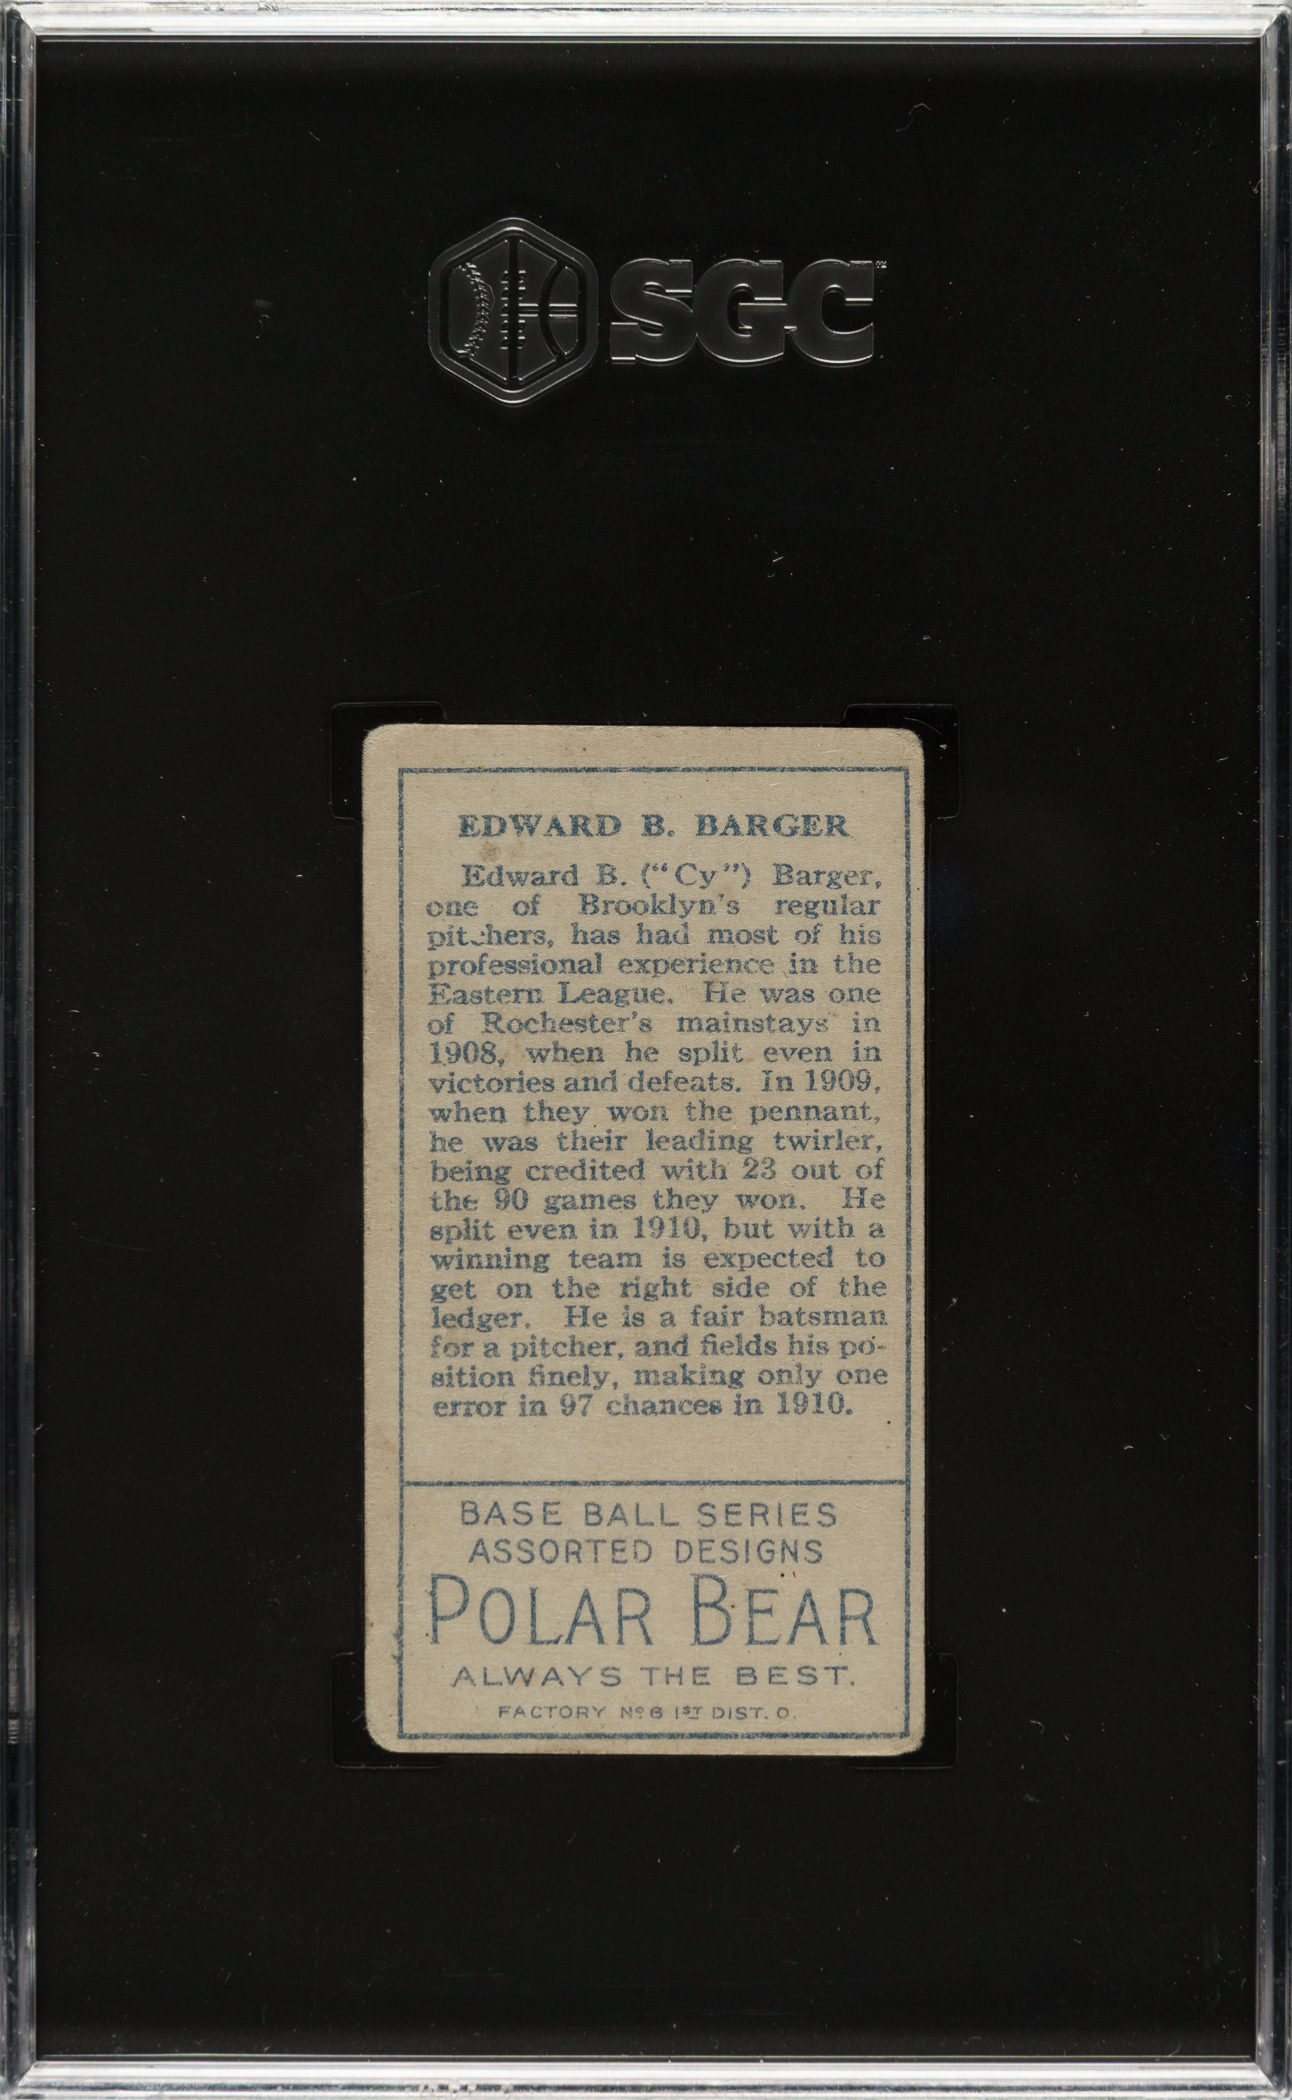 SGC™
EDWARD B. BARGER
Edward B. ("Cy") Barger,
one of Brooklyn's regular
pitchers, has had most of his
professional experience in the
Eastern League. He was one
of Rochester's mainstays in
1908, when he split even in
victories and defeats. In 1909,
when they won the pennant,
he was their leading twirler,
being credited with 23 out of
the 90 games they won. He
split even in 1910, but with a
winning team is expected to
get on the right side of the
ledger. He is a fair batsman
for a pitcher, and fields his po-
sition finely, making only one
error in 97 chances in 1910.
BASE BALL SERIES
ASSORTED DESIGNS
POLAR BEAR
ALWAYS THE BEST.
FACTORY Nº 6 1ST DIST. O.